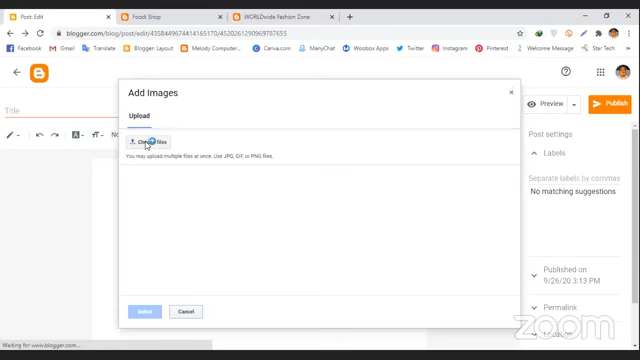 Post: Edit
Foodi Shop
WORLDwide Fashion Zone
blogger.com/blog/post/edit/4358449764414165170/4520261290969787655
Facebook
Gmail
Translate
Blogger: Layout
Melody Computer...
Canva.com
ManyChat
Woobox Apps
Twitter
Instagram
Pinterest
Welcome Message
Star Tech
Title
Preview
Publish
Add Images
Upload
Choose files
You may upload multiple files at once. Use JPG, GIF, or PNG files.
Select
Cancel
Post settings
Labels
Separate labels by commas
No matching suggestions
Published on
9/26/20 3:13 PM
Permalink
Location
Waiting for www.blogger.com...
zoom